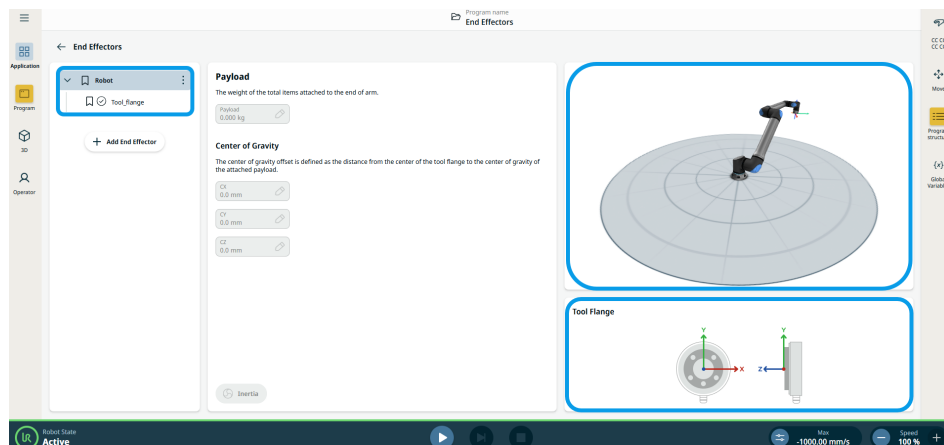 Program name
End Effectors
End Effectors
Application
Program
3D
Operator
Robot
Tool_flange
Add End Effector
Payload
The weight of the total items attached to the end of arm.
Payload
0.000 kg
Center of Gravity
The center of gravity offset is defined as the distance from the center of the tool flange to the center of gravity of
the attached payload.
CX
0.0 mm
CY
0.0 mm
CZ
0.0 mm
Inertia
Tool Flange
Y
X
Y
Z
Move
{x}
UR
Robot State
Active
Max
-1000.00 mm/s
Speed
100 %